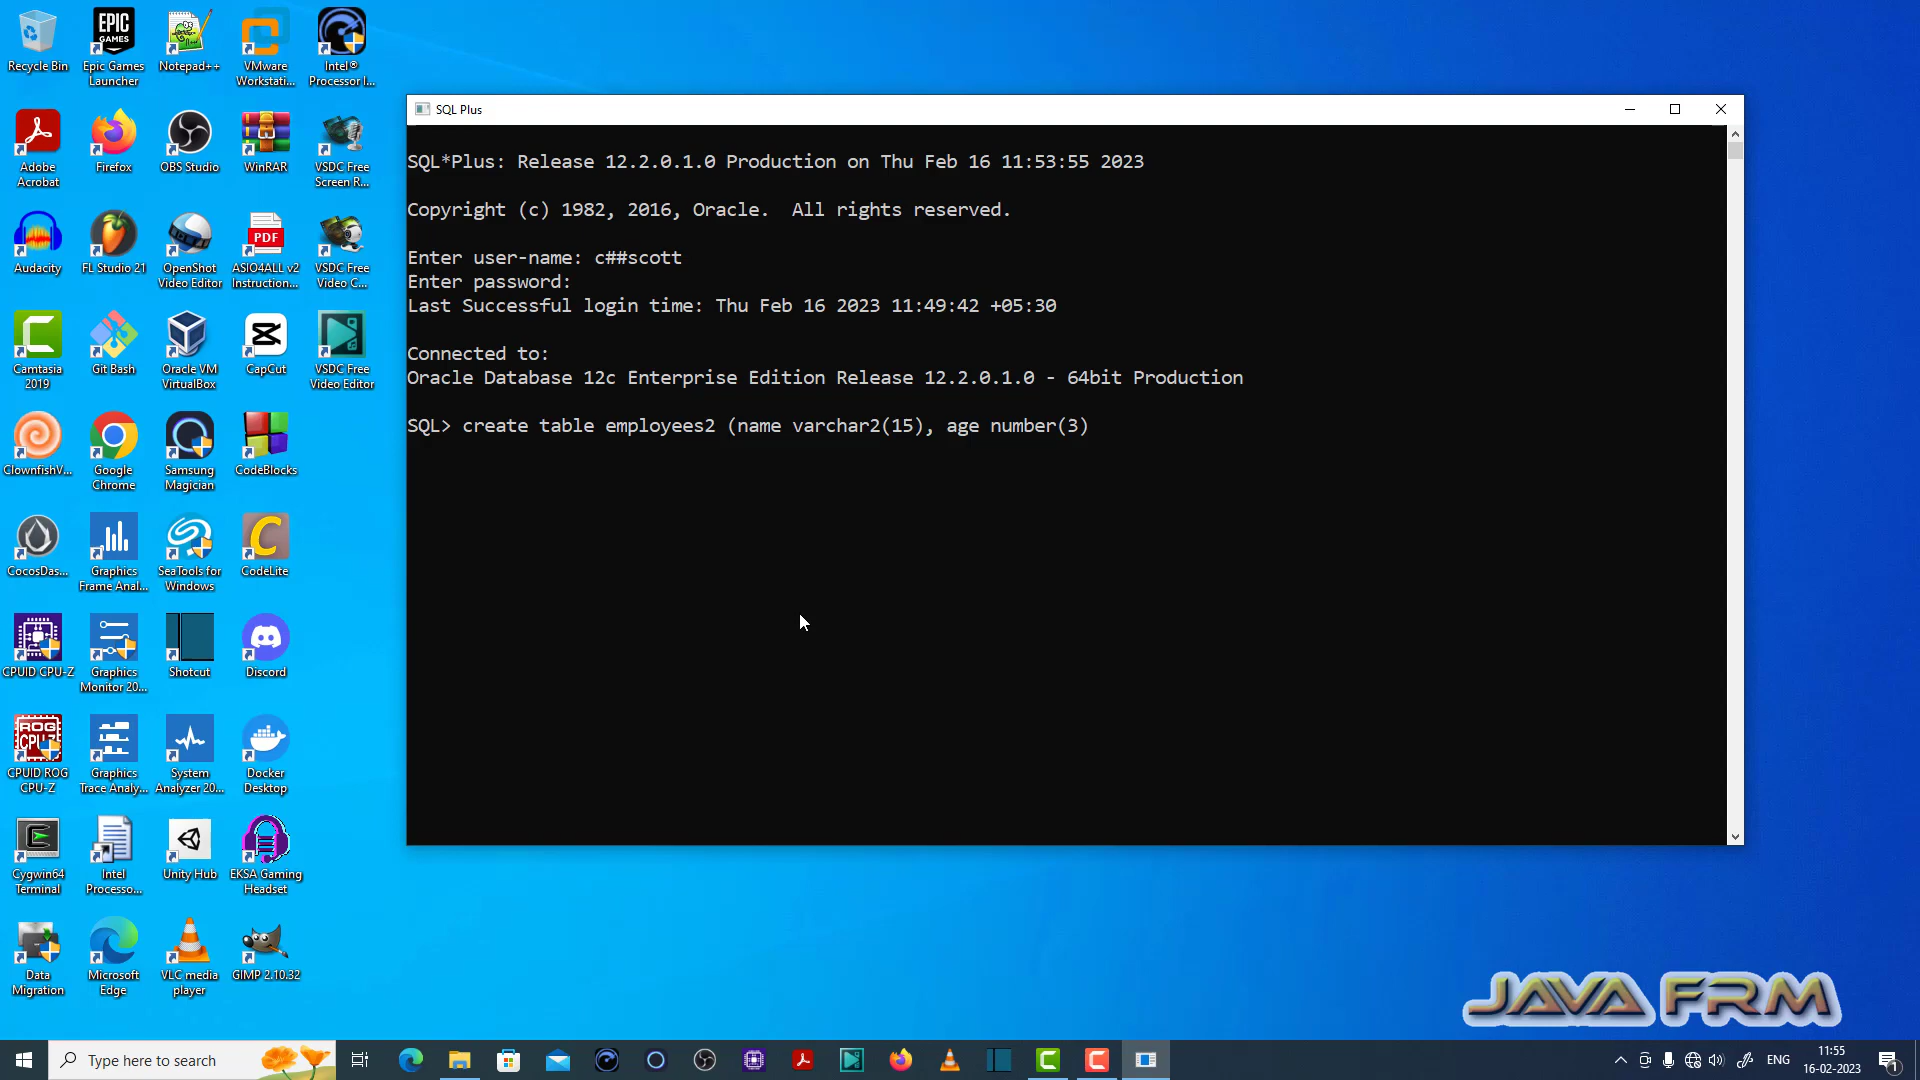 Recycle Bin
Epic Games
Launcher
Notepad++
VMware
Workstati...
Intel®
Processor I...
Adobe
Acrobat
Firefox
OBS Studio
WinRAR
VSDC Free
Screen R...
Audacity
FL Studio 21
OpenShot
Video Editor
PDF
ASIO4ALL v2
Instruction...
VSDC Free
Video C...
Camtasia
2019
Git Bash
Oracle VM
VirtualBox
CapCut
VSDC Free
Video Editor
ClownfishV...
Google
Chrome
Samsung
Magician
CodeBlocks
CocosDas...
Graphics
Frame Anal...
SeaTools for
Windows
CodeLite
CPUID CPU-Z
Graphics
Monitor 20...
Shotcut
Discord
CPUID ROG
CPU-Z
Graphics
Trace Analy...
System
Analyzer 20...
Docker
Desktop
Cygwin64
Terminal
Intel
Processo...
Unity Hub
EKSA Gaming
Headset
Data
Migration
Microsoft
Edge
VLC media
player
GIMP 2.10.32
SQL Plus
SQL*Plus: Release 12.2.0.1.0 Production on Thu Feb 16 11:53:55 2023
Copyright (c) 1982, 2016, Oracle.  All rights reserved.
Enter user-name: c##scott
Enter password:
Last Successful login time: Thu Feb 16 2023 11:49:42 +05:30
Connected to:
Oracle Database 12c Enterprise Edition Release 12.2.0.1.0 - 64bit Production
SQL> create table employees2 (name varchar2(15), age number(3)
JAVA FRM
Type here to search
ENG
11:55
16-02-2023
1